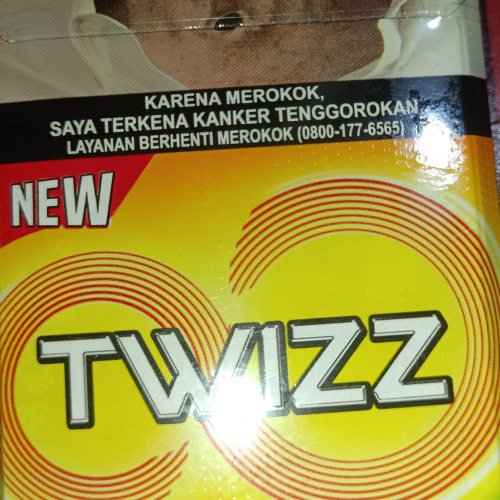 KARENA MEROKOK,
SAYA TERKENA KANKER TENGGOROKAN
LAYANAN BERHENTI MEROKOK (0800-177-6565)
NEW
TWIZZ